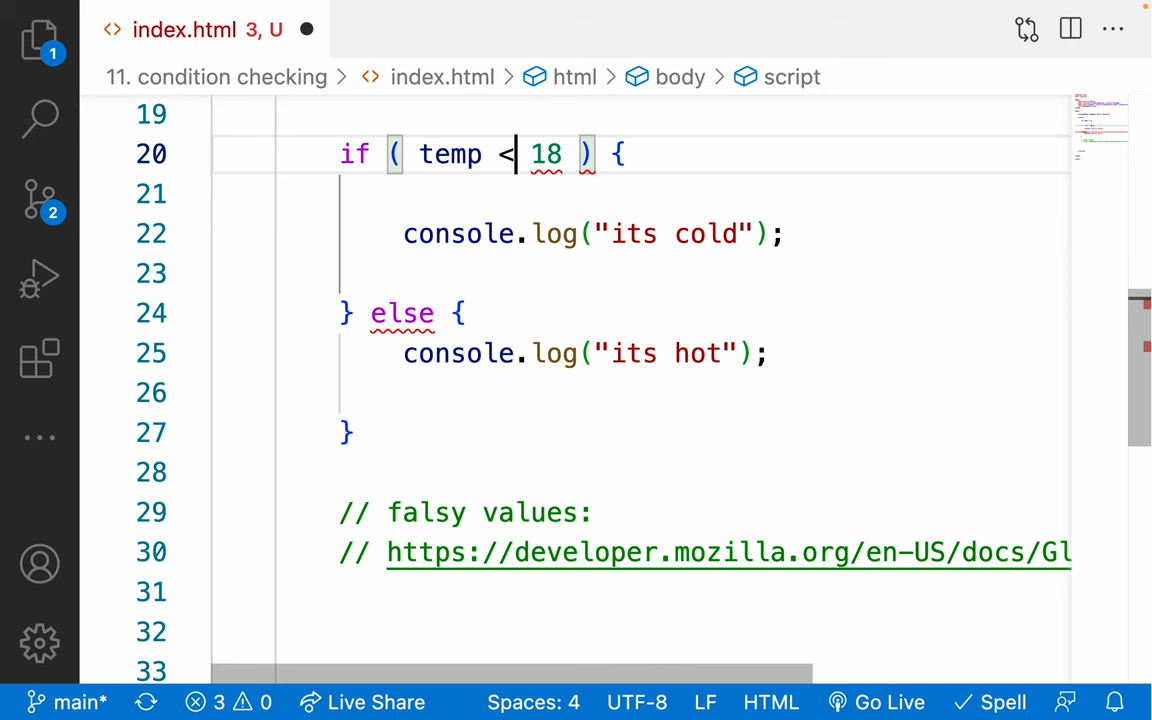 index.html 3, U
11. condition checking > index.html > html > body > script
1
19
20 if ( temp < 18 ) {
21
2
22 console.log("its cold");
23
24 } else {
25 console.log("its hot");
26
27 }
28
29 // falsy values:
30 // https://developer.mozilla.org/en-US/docs/Gl
31
32
33
main* 3 0 Live Share Spaces: 4 UTF-8 LF HTML Go Live Spell